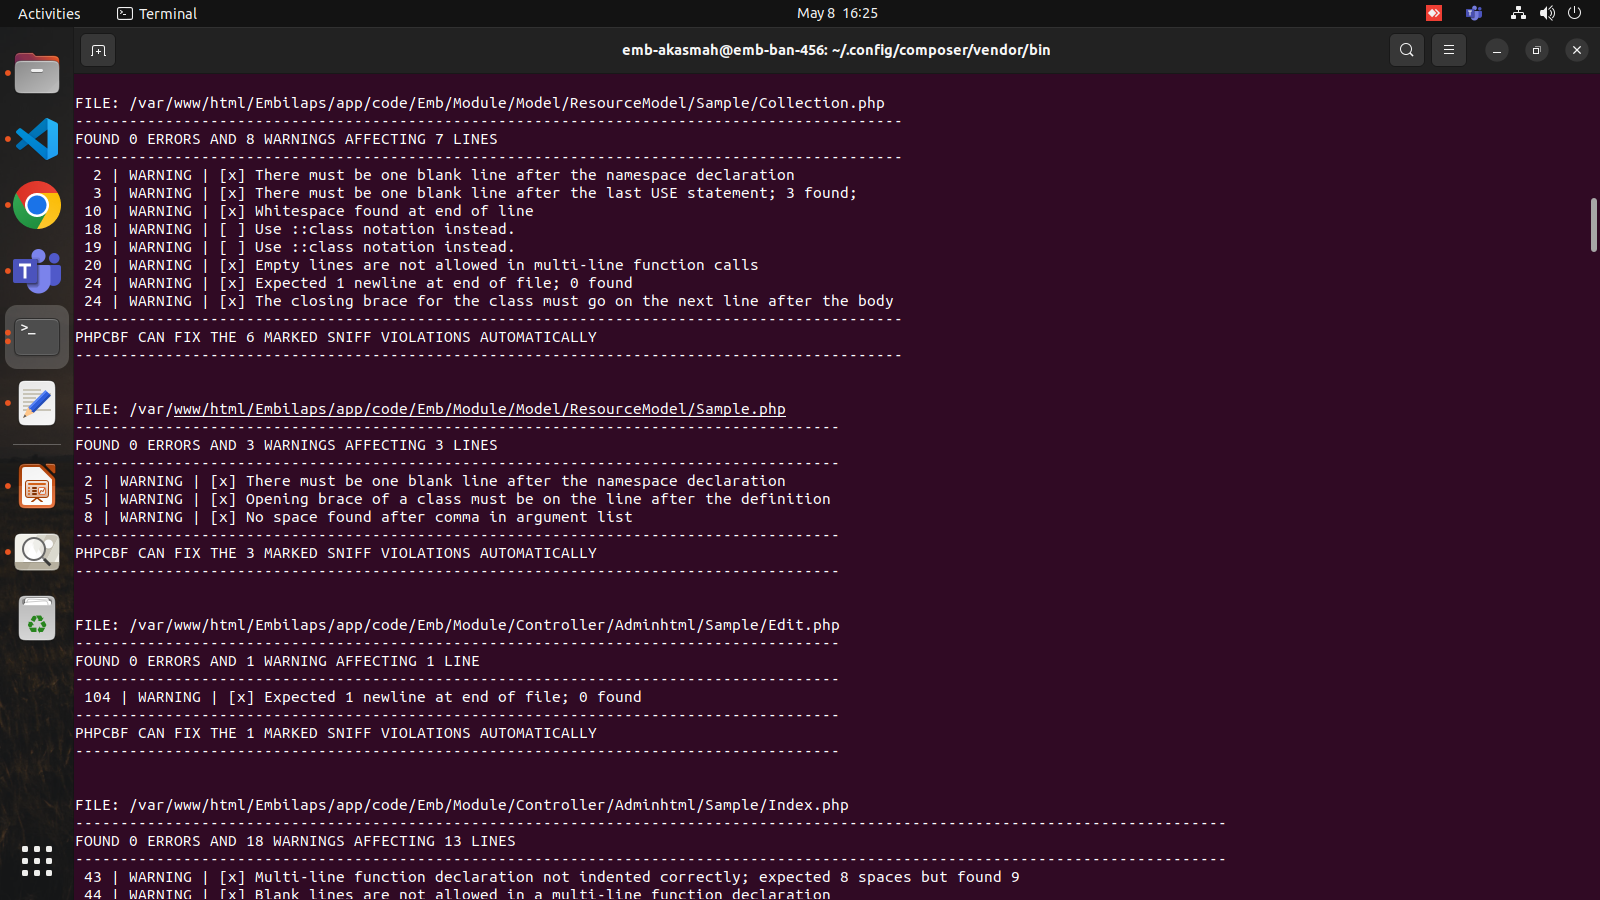 Activities
Terminal
May 8  16:25
emb-akasmah@emb-ban-456: ~/.config/composer/vendor/bin
FILE: /var/www/html/Embilaps/app/code/Emb/Module/Model/ResourceModel/Sample/Collection.php
--------------------------------------------------------------------------------------------
FOUND 0 ERRORS AND 8 WARNINGS AFFECTING 7 LINES
--------------------------------------------------------------------------------------------
  2 | WARNING | [x] There must be one blank line after the namespace declaration
  3 | WARNING | [x] There must be one blank line after the last USE statement; 3 found;
 10 | WARNING | [x] Whitespace found at end of line
 18 | WARNING | [ ] Use ::class notation instead.
 19 | WARNING | [ ] Use ::class notation instead.
 20 | WARNING | [x] Empty lines are not allowed in multi-line function calls
 24 | WARNING | [x] Expected 1 newline at end of file; 0 found
 24 | WARNING | [x] The closing brace for the class must go on the next line after the body
--------------------------------------------------------------------------------------------
PHPCBF CAN FIX THE 6 MARKED SNIFF VIOLATIONS AUTOMATICALLY
--------------------------------------------------------------------------------------------
FILE: /var/www/html/Embilaps/app/code/Emb/Module/Model/ResourceModel/Sample.php
-------------------------------------------------------------------------------------
FOUND 0 ERRORS AND 3 WARNINGS AFFECTING 3 LINES
-------------------------------------------------------------------------------------
 2 | WARNING | [x] There must be one blank line after the namespace declaration
 5 | WARNING | [x] Opening brace of a class must be on the line after the definition
 8 | WARNING | [x] No space found after comma in argument list
-------------------------------------------------------------------------------------
PHPCBF CAN FIX THE 3 MARKED SNIFF VIOLATIONS AUTOMATICALLY
-------------------------------------------------------------------------------------
FILE: /var/www/html/Embilaps/app/code/Emb/Module/Controller/Adminhtml/Sample/Edit.php
-------------------------------------------------------------------------------------
FOUND 0 ERRORS AND 1 WARNING AFFECTING 1 LINE
-------------------------------------------------------------------------------------
 104 | WARNING | [x] Expected 1 newline at end of file; 0 found
-------------------------------------------------------------------------------------
PHPCBF CAN FIX THE 1 MARKED SNIFF VIOLATIONS AUTOMATICALLY
-------------------------------------------------------------------------------------
FILE: /var/www/html/Embilaps/app/code/Emb/Module/Controller/Adminhtml/Sample/Index.php
--------------------------------------------------------------------------------------------------------------------------------
FOUND 0 ERRORS AND 18 WARNINGS AFFECTING 13 LINES
--------------------------------------------------------------------------------------------------------------------------------
 43 | WARNING | [x] Multi-line function declaration not indented correctly; expected 8 spaces but found 9
 44 | WARNING | [x] Blank lines are not allowed in a multi-line function declaration